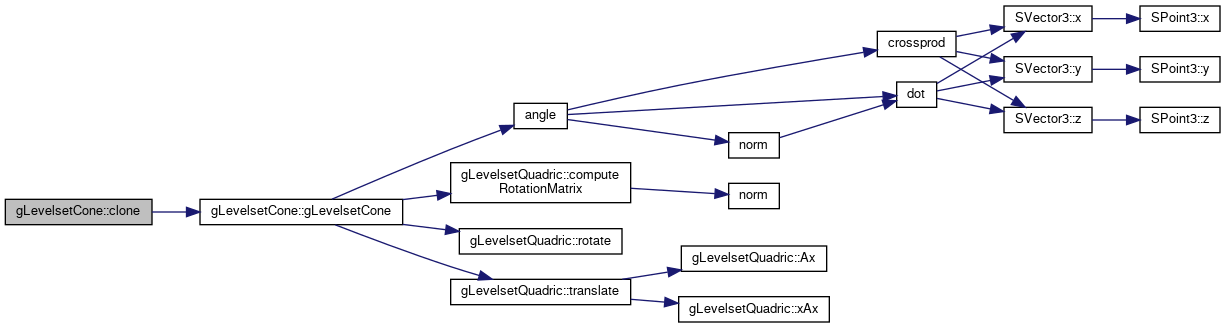 gLevelsetCone::clone
gLevelsetCone::gLevelsetCone
angle
gLevelsetQuadric::compute
RotationMatrix
gLevelsetQuadric::rotate
gLevelsetQuadric::translate
crossprod
dot
norm
norm
gLevelsetQuadric::Ax
gLevelsetQuadric::xAx
SVector3::x
SVector3::y
SVector3::z
SPoint3::x
SPoint3::y
SPoint3::z